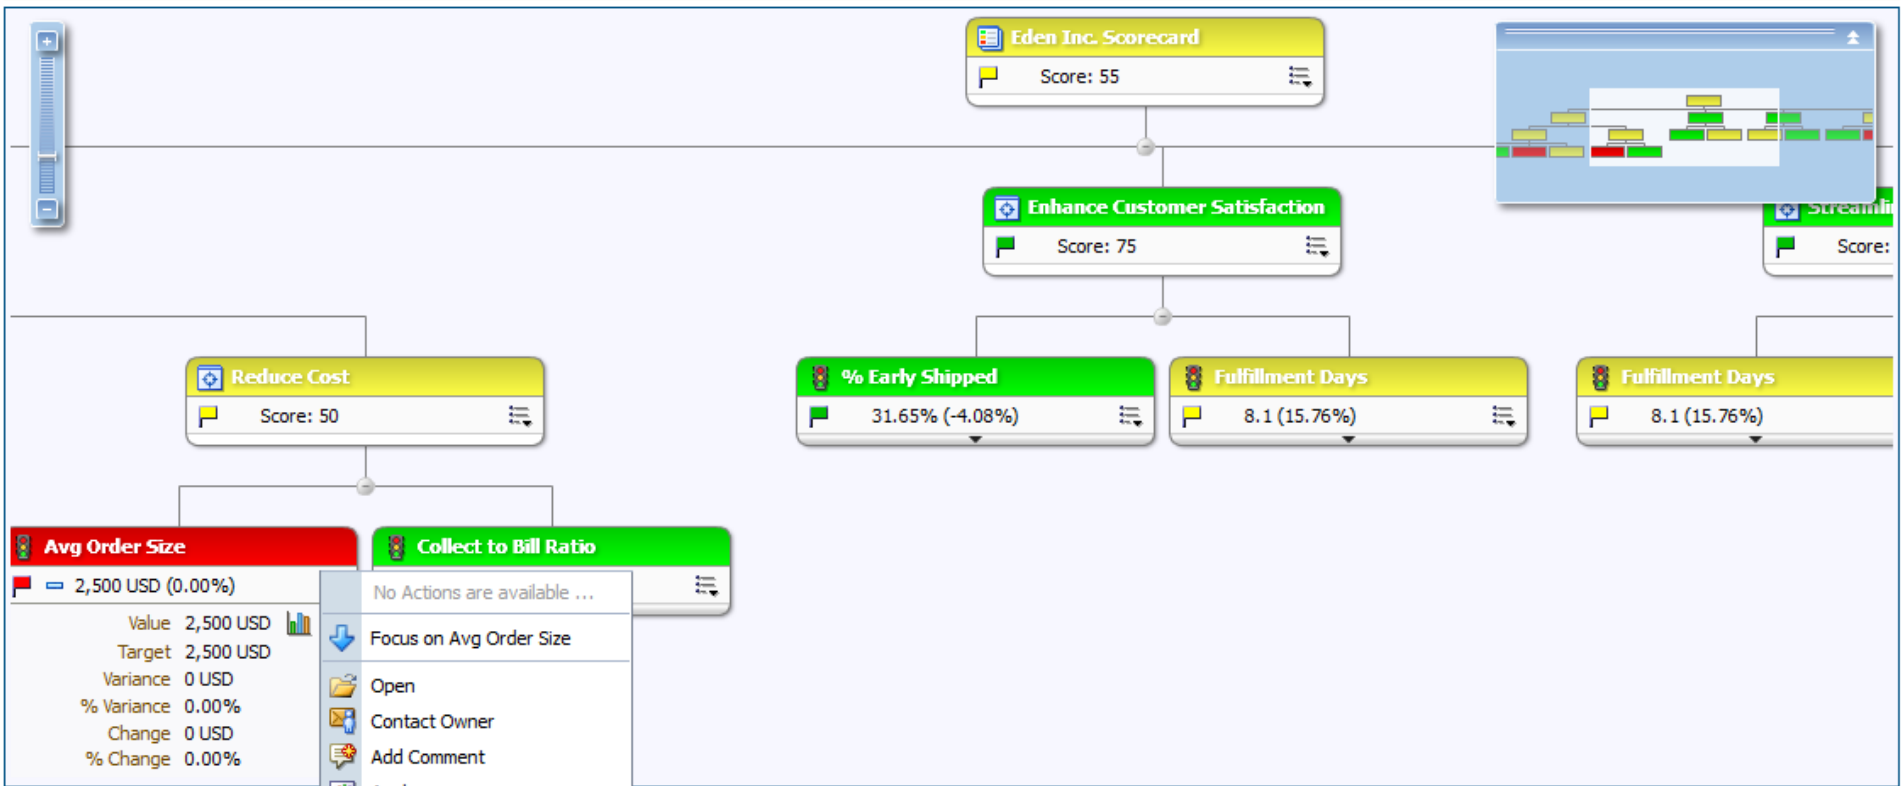 Eden Inc. Scorecard
Score: 55
Enhance Customer Satisfaction
Score: 75
Score:
Reduce Cost
Score: 50
% Early Shipped
31.65% (-4.08%)
Fulfillment Days
8.1 (15.76%)
Fulfillment Days
8.1 (15.76%)
Avg Order Size
2,500 USD (0.00%)
Value 2,500 USD
Target 2,500 USD
Variance 0 USD
% Variance 0.00%
Change 0 USD
% Change 0.00%
Collect to Bill Ratio
No Actions are available ...
Focus on Avg Order Size
Open
Contact Owner
Add Comment